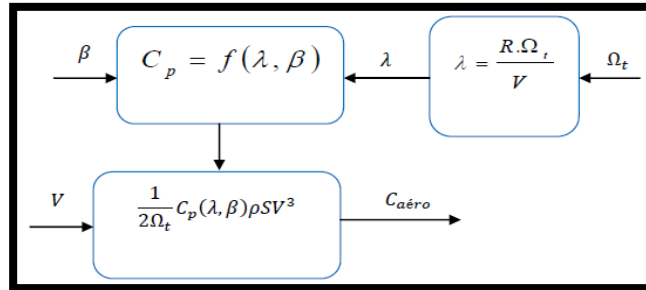 β
C_p = f(λ, β)
λ
λ = R.Ω_t / V
Ω_t
V
1/(2Ω_t) C_p(λ, β)ρSV³
C_aéro